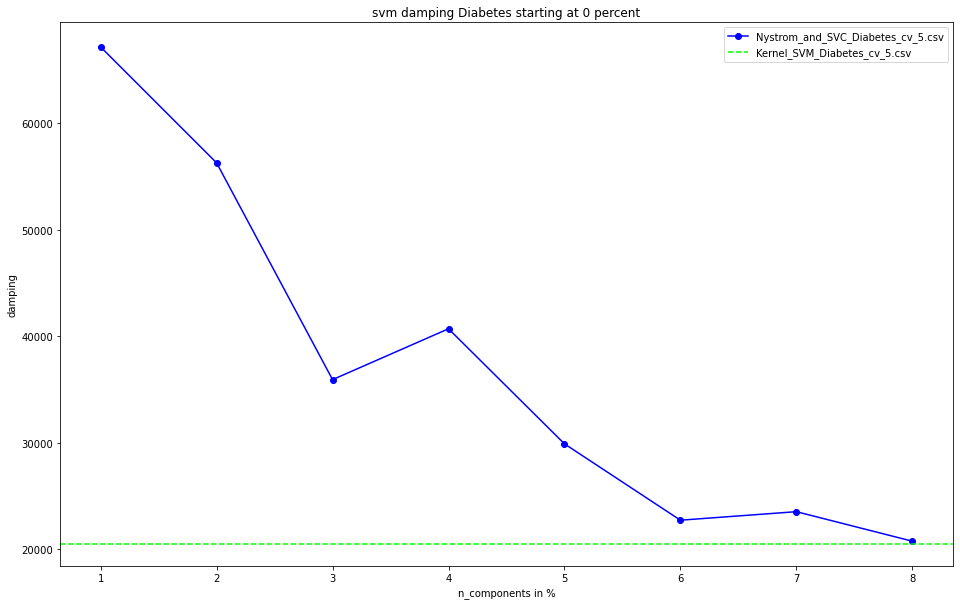 svm damping Diabetes starting at 0 percent
Nystrom_and_SVC_Diabetes_cv_5.csv
Kernel_SVM_Diabetes_cv_5.csv
60000
50000
40000
30000
20000
damping
1 2 3 4 5 6 7 8
n_components in %